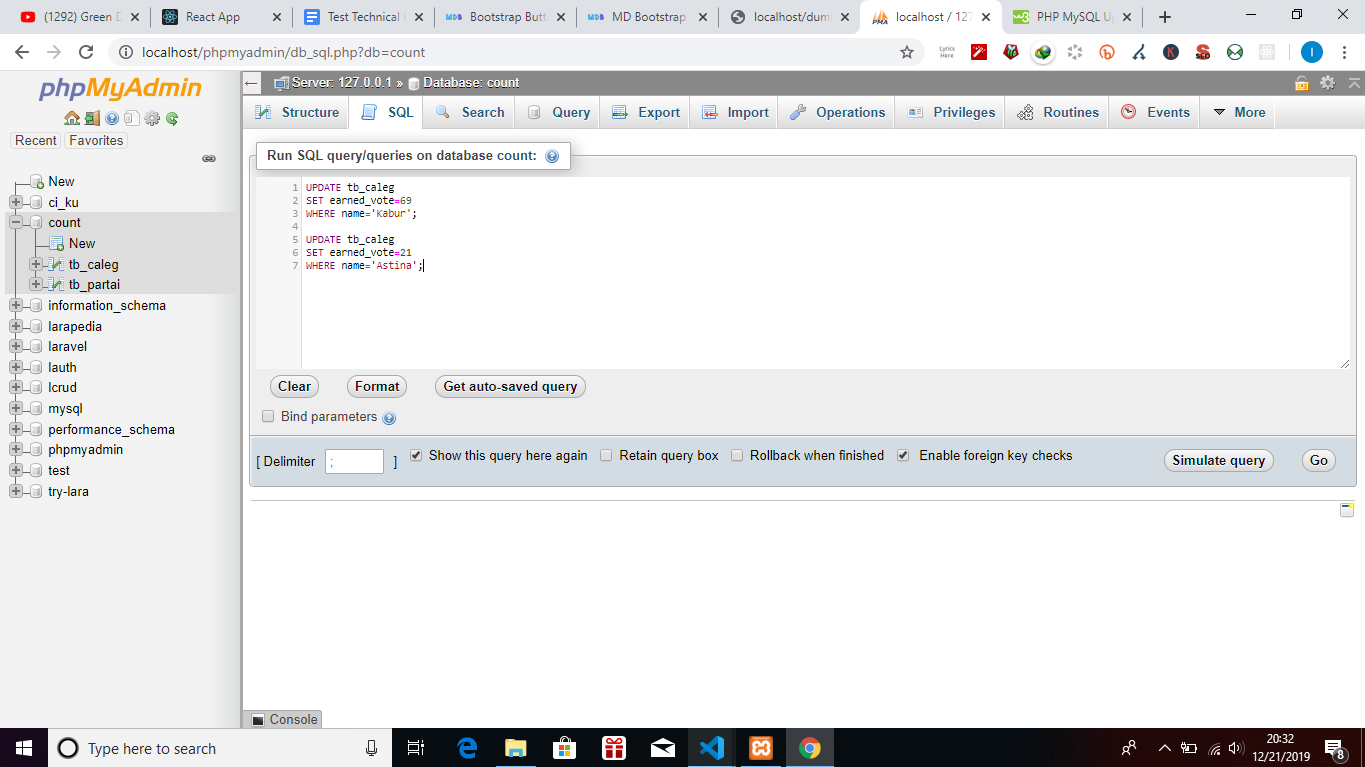 (1292) Green D
React App
Test Technical
Bootstrap Butt
MD Bootstrap
localhost/dum
localhost / 127
PHP MySQL Up
localhost/phpmyadmin/db_sql.php?db=count
Lyrics Here
SEO
I
phpMyAdmin
Recent Favorites
New
ci_ku
count
New
tb_caleg
tb_partai
information_schema
larapedia
laravel
lauth
lcrud
mysql
performance_schema
phpmyadmin
test
try-lara
Server: 127.0.0.1 » Database: count
Structure SQL Search Query Export Import Operations Privileges Routines Events More
Run SQL query/queries on database count:
1 UPDATE tb_caleg
2 SET earned_vote=69
3 WHERE name='Kabur';
4
5 UPDATE tb_caleg
6 SET earned_vote=21
7 WHERE name='Astina';
Clear Format Get auto-saved query
Bind parameters
[ Delimiter ; ] Show this query here again Retain query box Rollback when finished Enable foreign key checks Simulate query Go
Console
Type here to search
20:32
12/21/2019
8